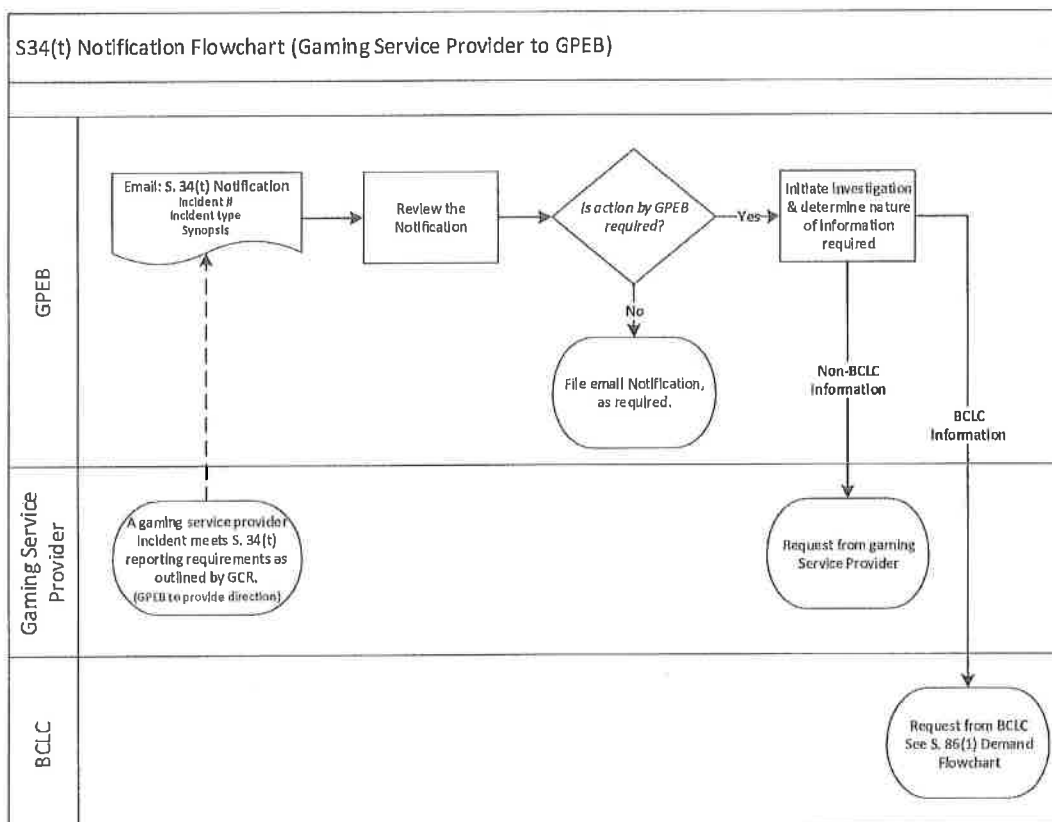 S34(t) Notification Flowchart (Gaming Service Provider to GPEB)
GPEB
Email: S. 34(t) Notification
Incident #
Incident type
Synopsis
Review the
Notification
Is action by GPEB
required?
Yes
Initiate Investigation
& determine nature
of information
required
No
File email Notification,
as required.
Non-BCLC
Information
BCLC
Information
Gaming Service
Provider
A gaming service provider
Incident meets S. 34(t)
reporting requirements as
outlined by GCR.
(GPEB to provide direction)
Request from gaming
Service Provider
BCLC
Request from BCLC
See S. 86(1) Demand
Flowchart